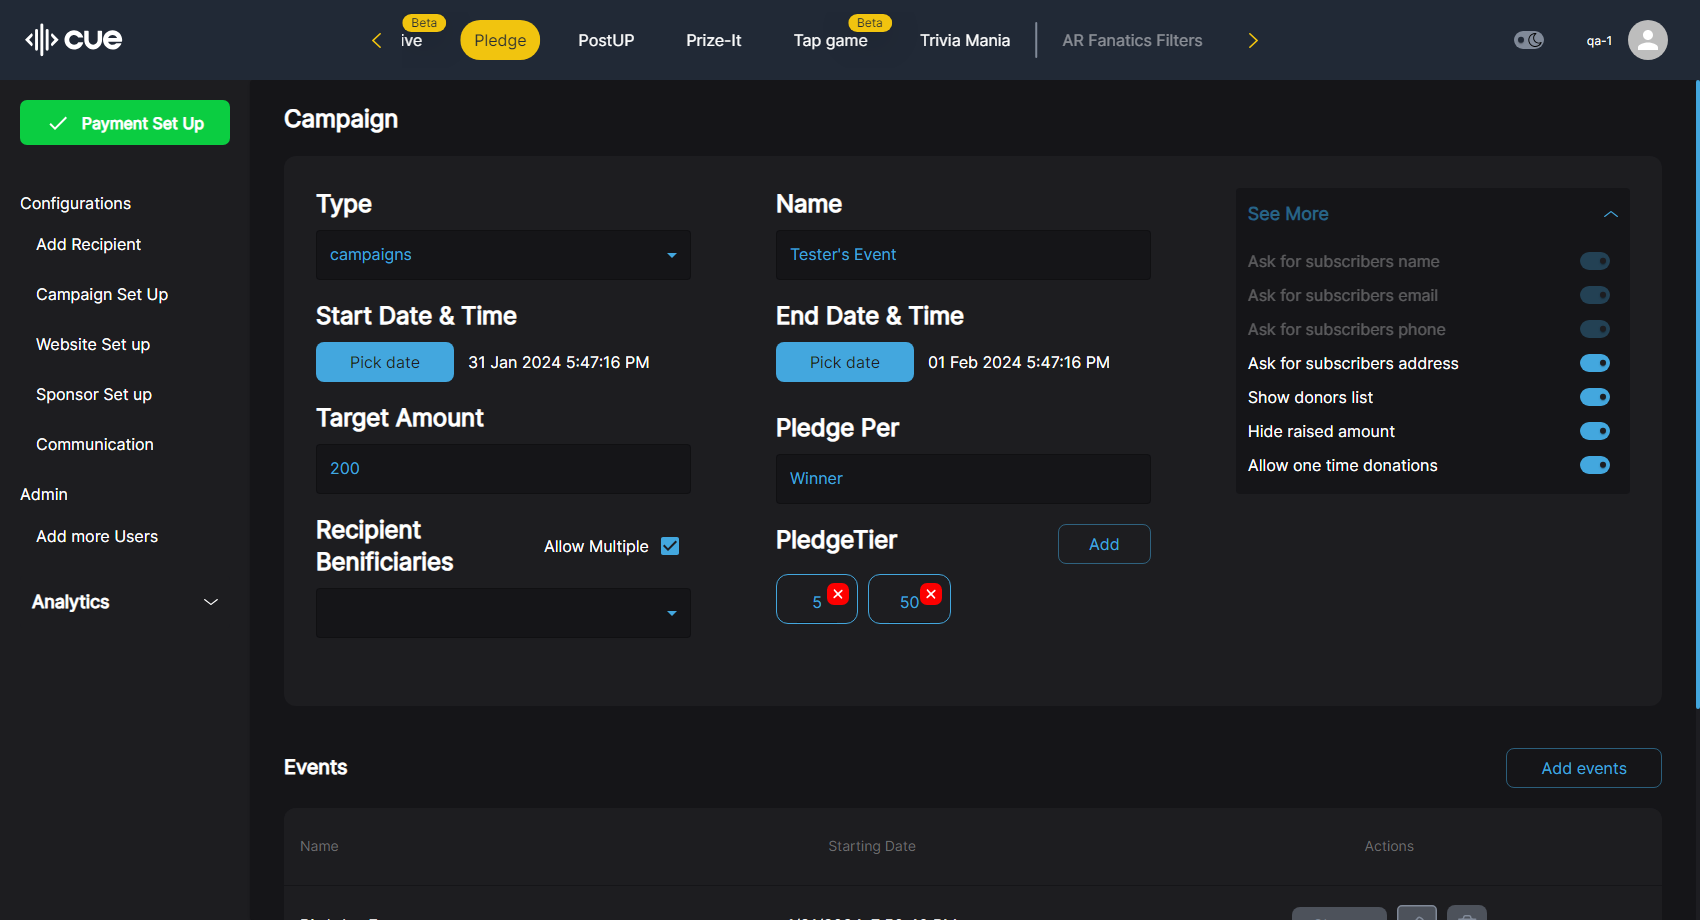 cue
Beta
ive
Pledge
PostUP
Prize-It
Beta
Tap game
Trivia Mania
AR Fanatics Filters
qa-1
Payment Set Up
Configurations
Add Recipient
Campaign Set Up
Website Set up
Sponsor Set up
Communication
Admin
Add more Users
Analytics
Campaign
Type
campaigns
Name
Tester's Event
Start Date & Time
Pick date 31 Jan 2024 5:47:16 PM
End Date & Time
Pick date 01 Feb 2024 5:47:16 PM
Target Amount
200
Pledge Per
Winner
Recipient
Benificiaries
Allow Multiple
PledgeTier
Add
5
50
See More
Ask for subscribers name
Ask for subscribers email
Ask for subscribers phone
Ask for subscribers address
Show donors list
Hide raised amount
Allow one time donations
Events
Add events
Name
Starting Date
Actions